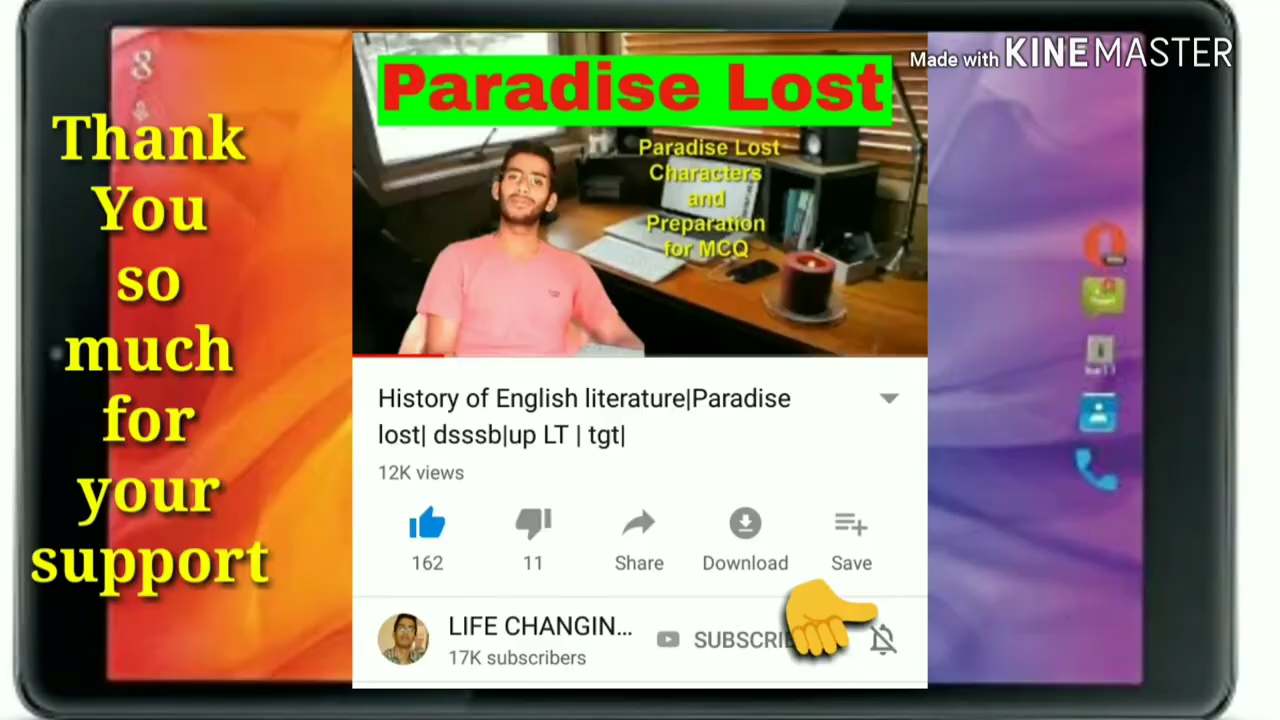 Made with KINEMASTER
Thank
You
so
much
for
your
support
Paradise Lost
Paradise Lost
Characters
and
Preparation
for MCQ
History of English literature|Paradise
lost| dsssb|up LT | tgt|
12K views
162
11
Share
Download
Save
LIFE CHANGIN...
17K subscribers
SUBSCRIB